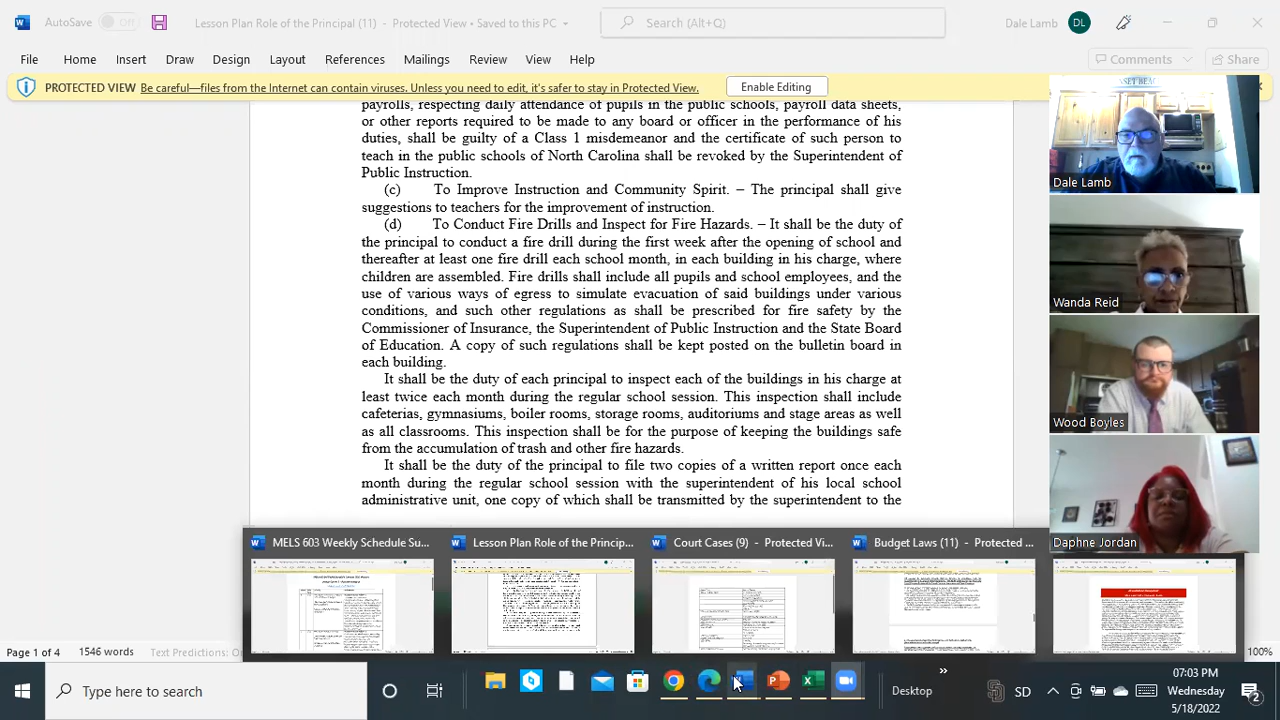 AutoSave Off Lesson Plan Role of the Principal (11) - Protected View • Saved to this PC Search (Alt+Q) Dale Lamb DL
File Home Insert Draw Design Layout References Mailings Review View Help Comments Share
PROTECTED VIEW Be careful—files from the Internet can contain viruses. Unless you need to edit, it's safer to stay in Protected View. Enable Editing
payrolls, respecting daily attendance of pupils in the public schools, payroll data sheets,
or other reports required to be made to any board or officer in the performance of his
duties, shall be guilty of a Class 1 misdemeanor and the certificate of such person to
teach in the public schools of North Carolina shall be revoked by the Superintendent of
Public Instruction.
(c) To Improve Instruction and Community Spirit. – The principal shall give
suggestions to teachers for the improvement of instruction.
(d) To Conduct Fire Drills and Inspect for Fire Hazards. – It shall be the duty of
the principal to conduct a fire drill during the first week after the opening of school and
thereafter at least one fire drill each school month, in each building in his charge, where
children are assembled. Fire drills shall include all pupils and school employees, and the
use of various ways of egress to simulate evacuation of said buildings under various
conditions, and such other regulations as shall be prescribed for fire safety by the
Commissioner of Insurance, the Superintendent of Public Instruction and the State Board
of Education. A copy of such regulations shall be kept posted on the bulletin board in
each building.
It shall be the duty of each principal to inspect each of the buildings in his charge at
least twice each month during the regular school session. This inspection shall include
cafeterias, gymnasiums, boiler rooms, storage rooms, auditoriums and stage areas as well
as all classrooms. This inspection shall be for the purpose of keeping the buildings safe
from the accumulation of trash and other fire hazards.
It shall be the duty of the principal to file two copies of a written report once each
month during the regular school session with the superintendent of his local school
administrative unit, one copy of which shall be transmitted by the superintendent to the
Dale Lamb
Wanda Reid
Wood Boyles
Daphne Jordan
MELS 603 Weekly Schedule Su... Lesson Plan Role of the Princip... Court Cases (9) - Protected Vi... Budget Laws (11) - Protected ...
Page 1 of 4 1546 words Text Predictions: 100%
Type here to search Desktop SD
07:03 PM
Wednesday
5/18/2022
2